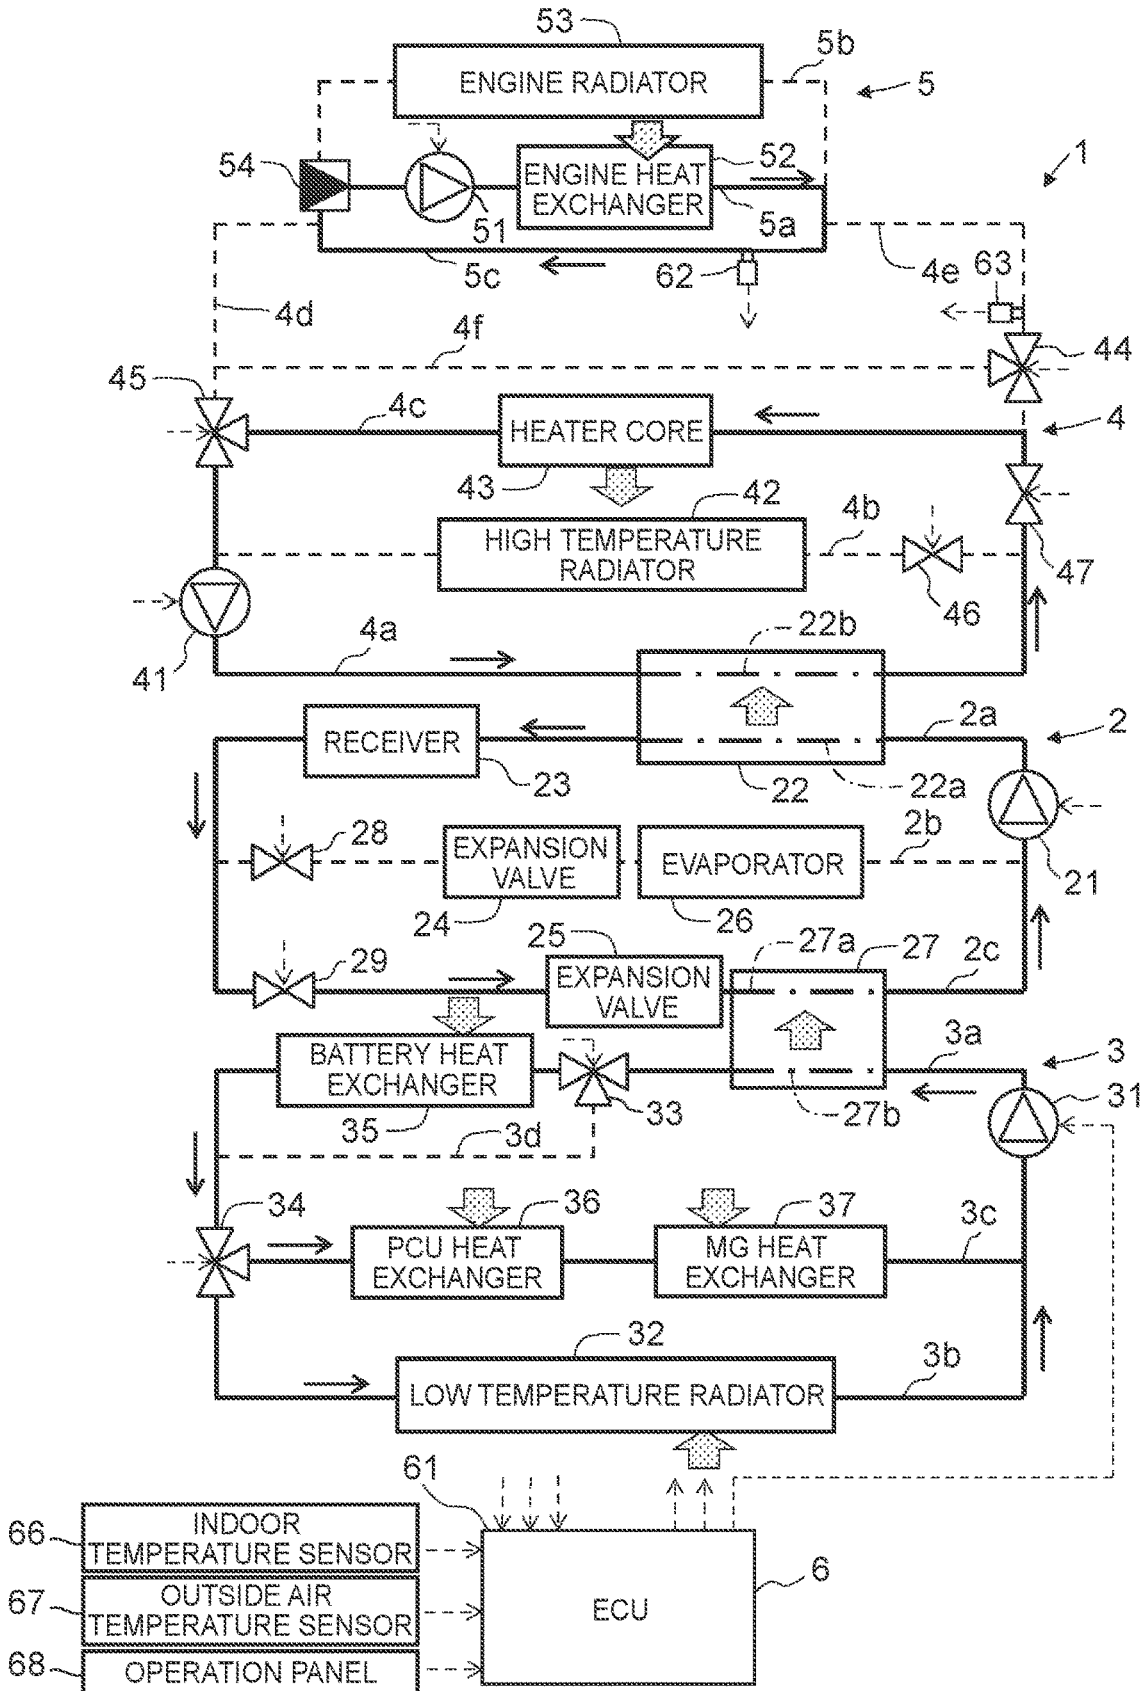 53
ENGINE RADIATOR
5b
5
54
51
ENGINE HEAT
EXCHANGER
52
5a
1
5c
62
4e
63
4d
4f
44
45
4c
HEATER CORE
4
43
42
4b
HIGH TEMPERATURE
RADIATOR
46
47
41
4a
22b
RECEIVER
23
22
22a
2a
2
28
EXPANSION
VALVE
24
EVAPORATOR
26
2b
21
29
25
EXPANSION
VALVE
27a
27
2c
BATTERY HEAT
EXCHANGER
35
33
3d
27b
3a
3
31
34
36
PCU HEAT
EXCHANGER
37
MG HEAT
EXCHANGER
3c
32
LOW TEMPERATURE RADIATOR
3b
61
66
INDOOR
TEMPERATURE SENSOR
67
OUTSIDE AIR
TEMPERATURE SENSOR
68
OPERATION PANEL
ECU
6